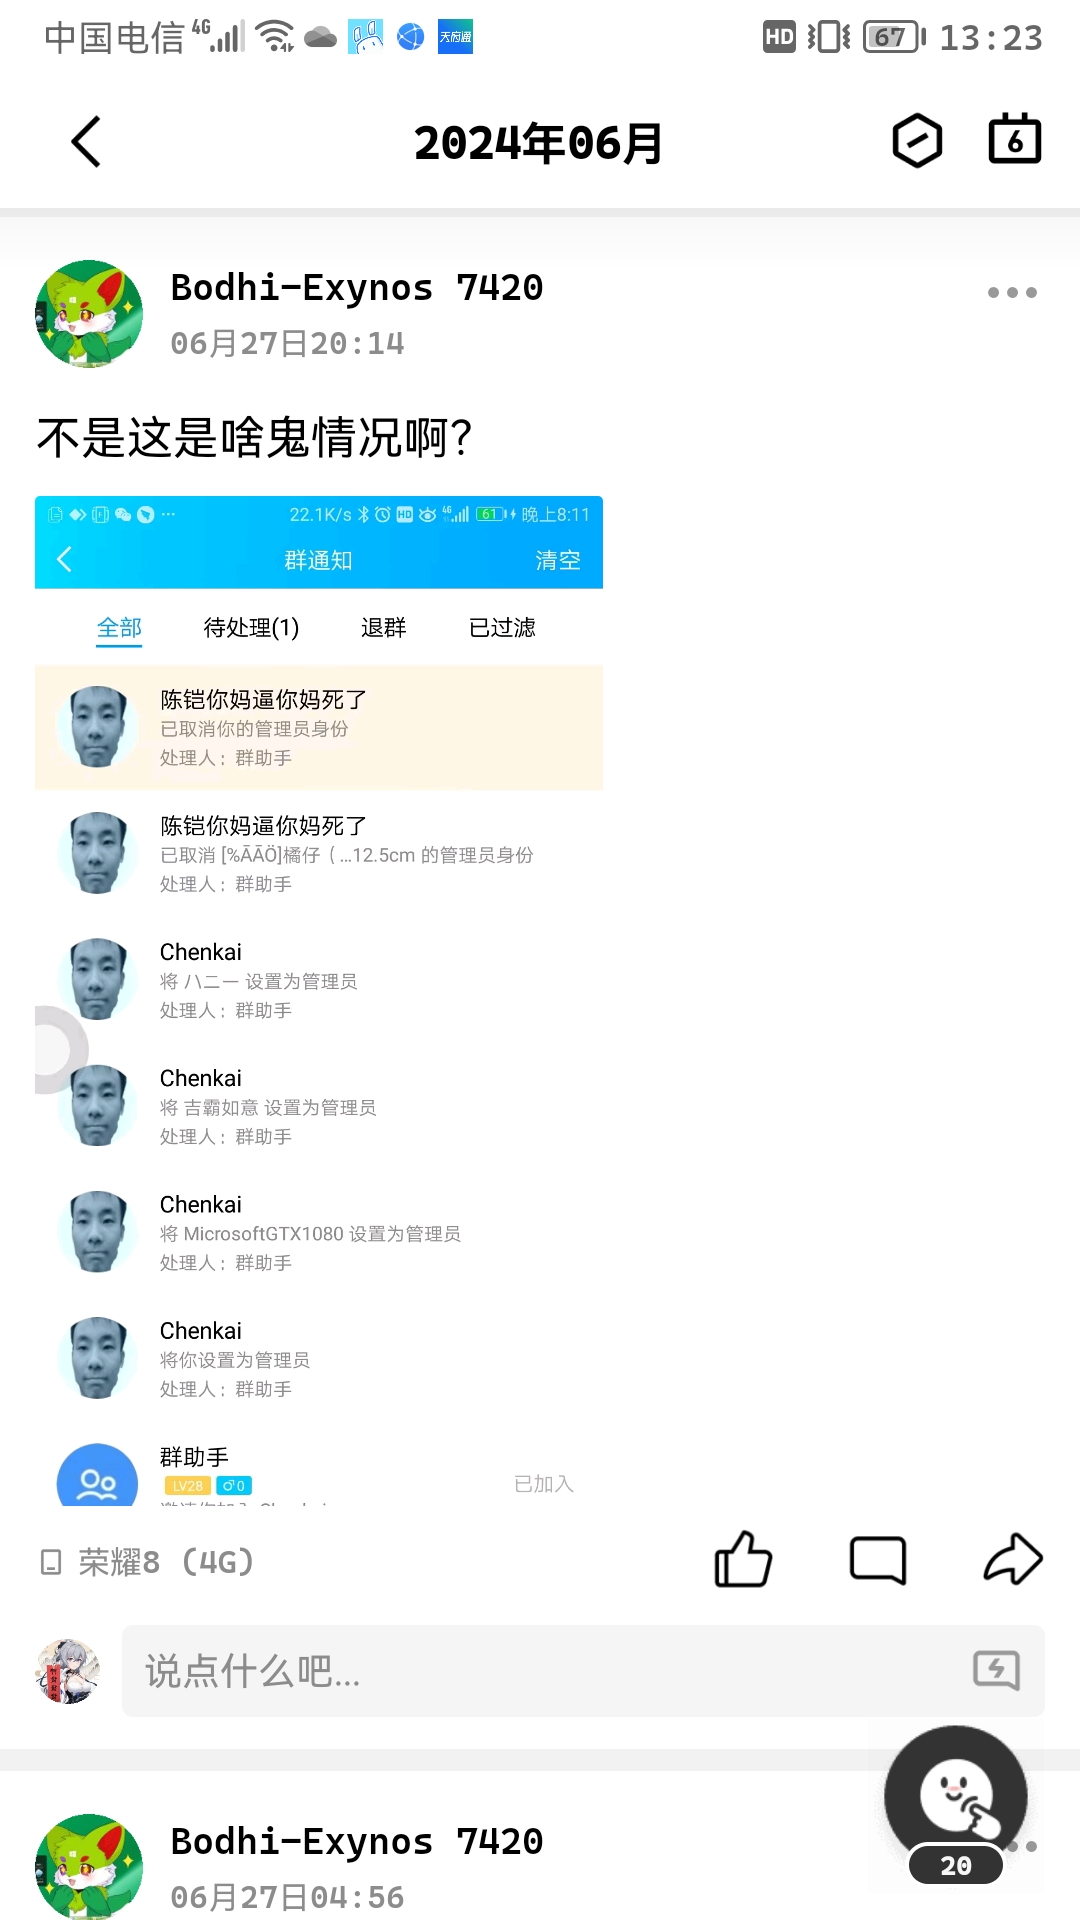 中国电信 4G HD 67 13:23
天府通
2024年06月
6
Bodhi-Exynos 7420
06月27日20:14
不是这是啥鬼情况啊？
22.1K/s HD 4G 61 晚上8:11
群通知 清空
全部 待处理(1) 退群 已过滤
陈铠你妈逼你妈死了
已取消你的管理员身份
处理人：群助手
陈铠你妈逼你妈死了
已取消 [%ÃÃÖ]橘仔（...12.5cm 的管理员身份
处理人：群助手
Chenkai
将 ハニー 设置为管理员
处理人：群助手
Chenkai
将 吉霸如意 设置为管理员
处理人：群助手
Chenkai
将 MicrosoftGTX1080 设置为管理员
处理人：群助手
Chenkai
将你设置为管理员
处理人：群助手
群助手
LV28 ♂0
已加入
荣耀8 (4G)
说点什么吧...
20
Bodhi-Exynos 7420
06月27日04:56